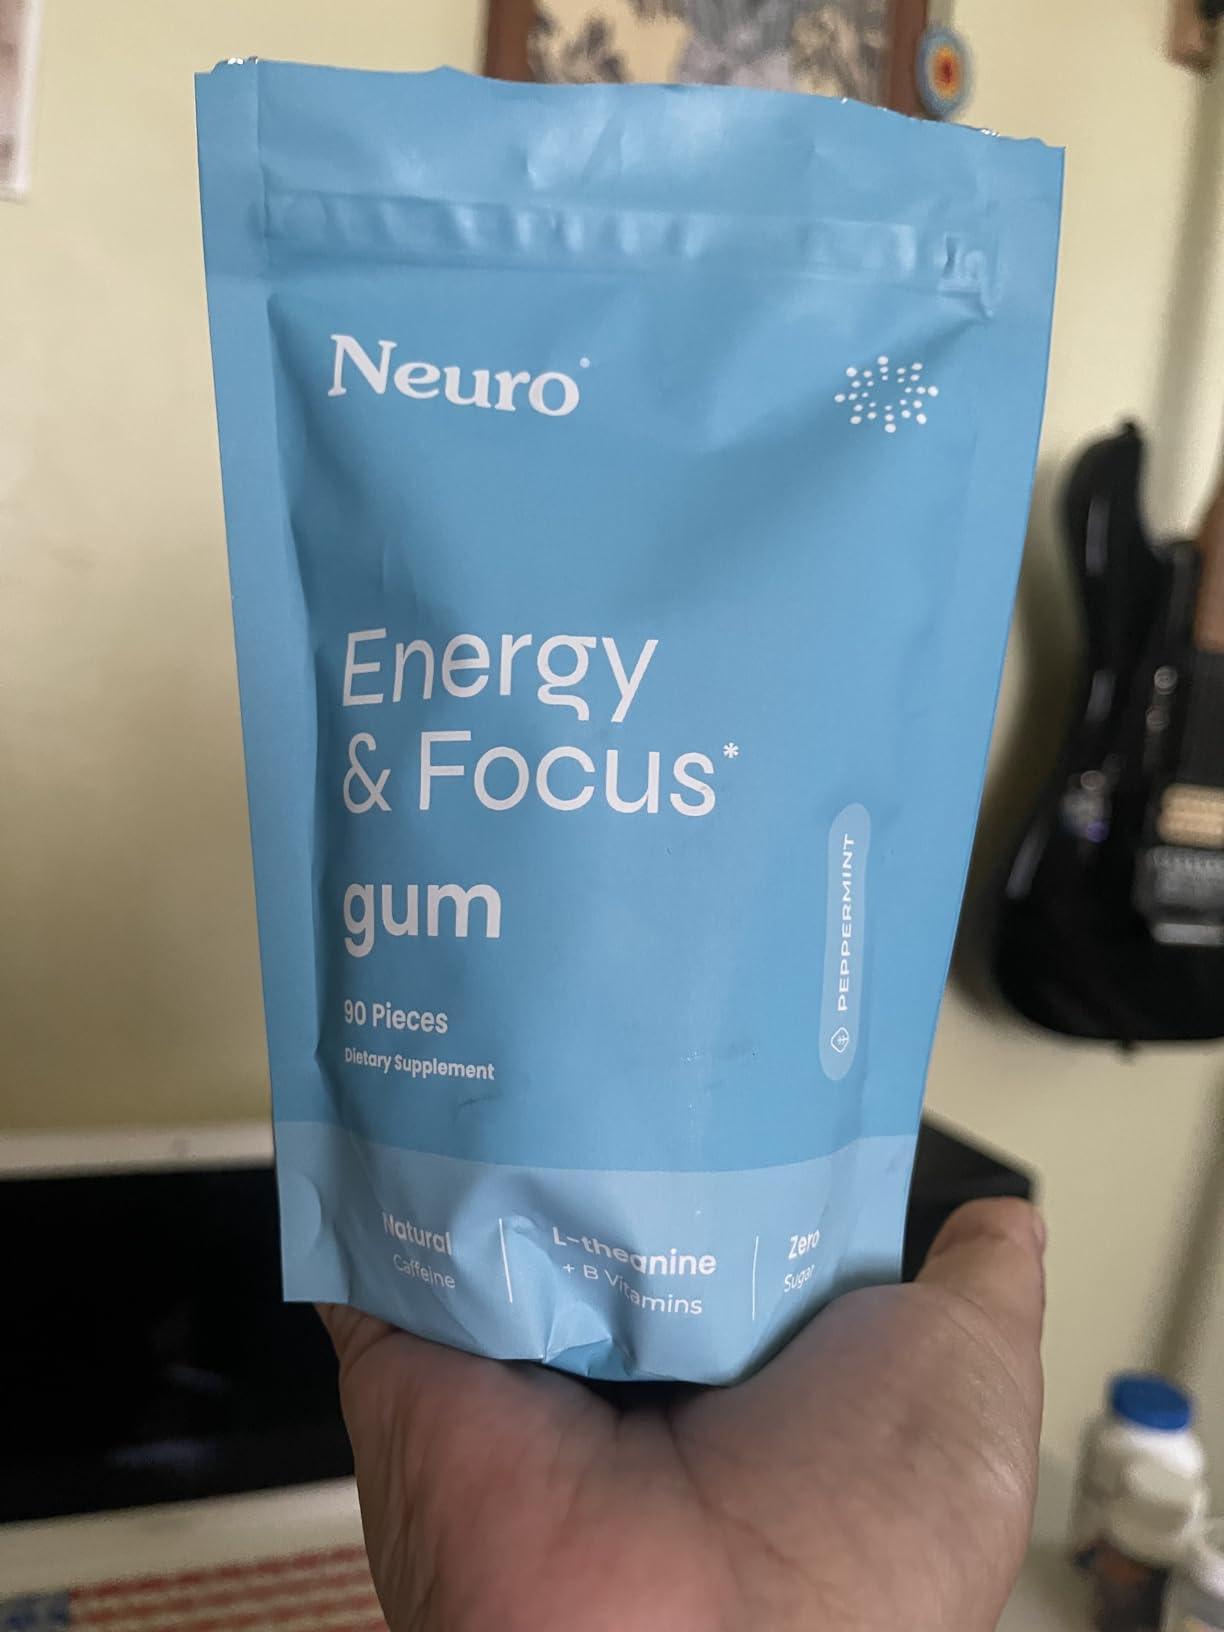 Neuro
Energy
& Focus*
gum
90 Pieces
Dietary Supplement
PEPPERMINT
Natural
Caffeine
L-theanine
+ B Vitamins
Zero
Sugar